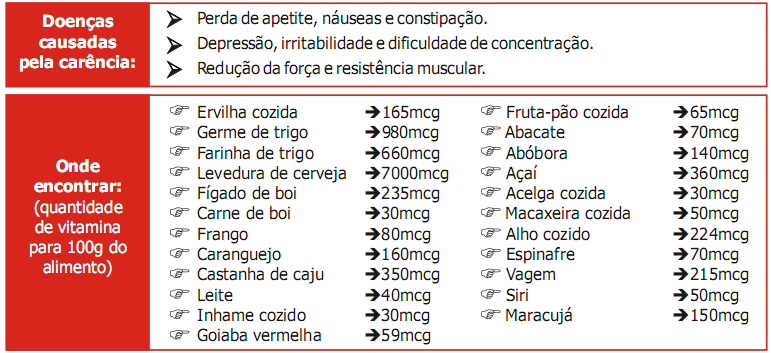 Doenças
causadas
pela carência:
➤ Perda de apetite, náuseas e constipação.
➤ Depressão, irritabilidade e dificuldade de concentração.
➤ Redução da força e resistência muscular.
Onde
encontrar:
(quantidade
de vitamina
para 100g do
alimento)
☞ Ervilha cozida ➔165mcg
☞ Germe de trigo ➔980mcg
☞ Farinha de trigo ➔660mcg
☞ Levedura de cerveja ➔7000mcg
☞ Fígado de boi ➔235mcg
☞ Carne de boi ➔30mcg
☞ Frango ➔80mcg
☞ Caranguejo ➔160mcg
☞ Castanha de caju ➔350mcg
☞ Leite ➔40mcg
☞ Inhame cozido ➔30mcg
☞ Goiaba vermelha ➔59mcg
☞ Fruta-pão cozida ➔65mcg
☞ Abacate ➔70mcg
☞ Abóbora ➔140mcg
☞ Açaí ➔360mcg
☞ Acelga cozida ➔30mcg
☞ Macaxeira cozida ➔50mcg
☞ Alho cozido ➔224mcg
☞ Espinafre ➔70mcg
☞ Vagem ➔215mcg
☞ Siri ➔50mcg
☞ Maracujá ➔150mcg